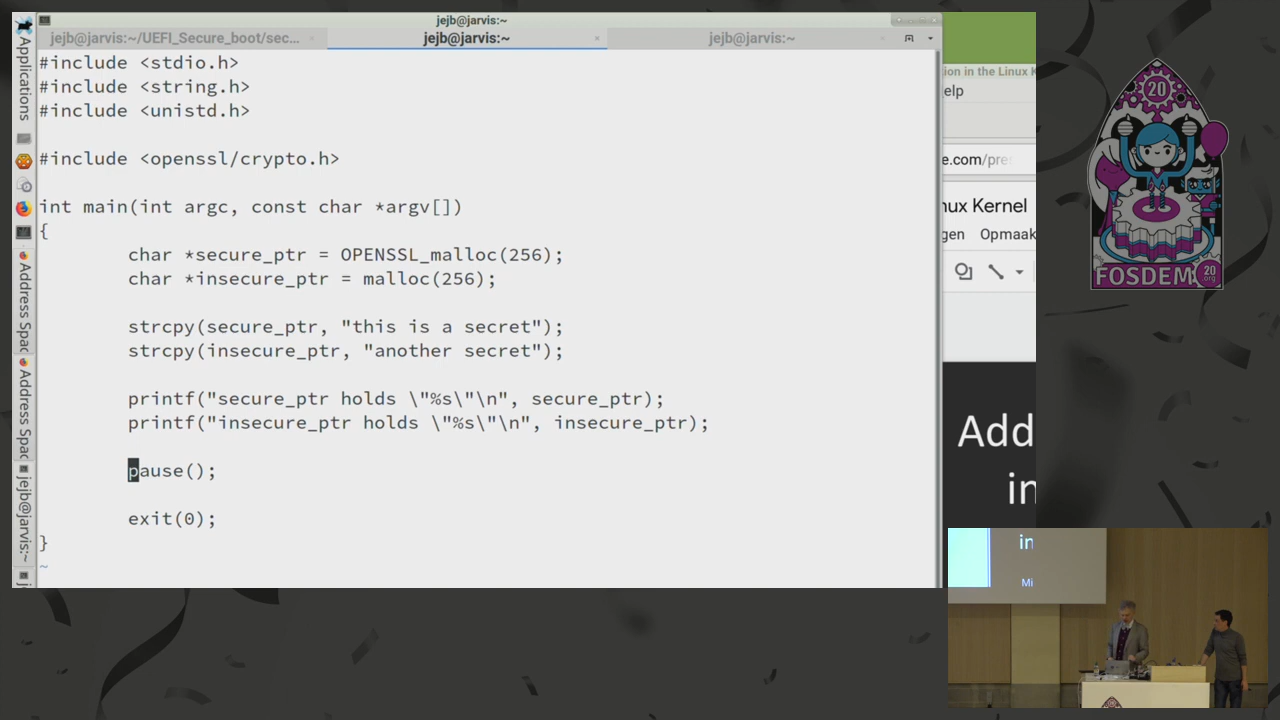 jejb@jarvis:~
jejb@jarvis:~/UEFI_Secure_boot/sec...
jejb@jarvis:~
jejb@jarvis:~
Applications
Address Spac
Address Spac
jejb@jarvis:~
#include <stdio.h>
#include <string.h>
#include <unistd.h>
#include <openssl/crypto.h>
int main(int argc, const char *argv[])
{
char *secure_ptr = OPENSSL_malloc(256);
char *insecure_ptr = malloc(256);
strcpy(secure_ptr, "this is a secret");
strcpy(insecure_ptr, "another secret");
printf("secure_ptr holds \"%s\"\n", secure_ptr);
printf("insecure_ptr holds \"%s\"\n", insecure_ptr);
pause();
exit(0);
}
~
tion in the Linux K
elp
e.com/pre
nux Kernel
gen Opmaak
Add
in
20
FOSDEM
20
.org
in
Mi